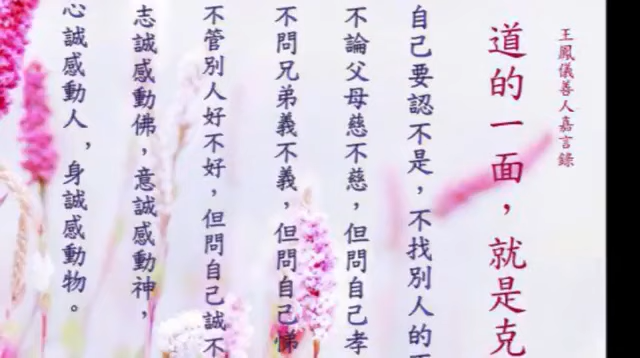 王鳳儀善人嘉言錄
道的一面，就是克
自己要認不是，不找別人的
不論父母慈不慈，但問自己孝
不問兄弟義不義，但問自己悌
不管別人好不好，但問自己誠不
志誠感動佛，意誠感動神，
心誠感動人，身誠感動物。